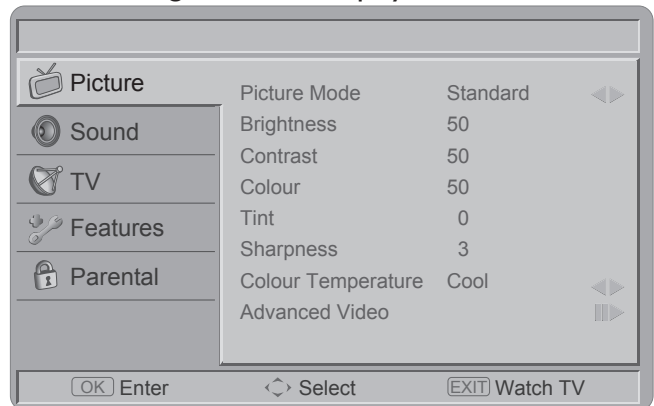 Picture
Sound
TV
Features
Parental
Picture Mode Standard
Brightness 50
Contrast 50
Colour 50
Tint 0
Sharpness 3
Colour Temperature Cool
Advanced Video
OK Enter Select EXIT Watch TV